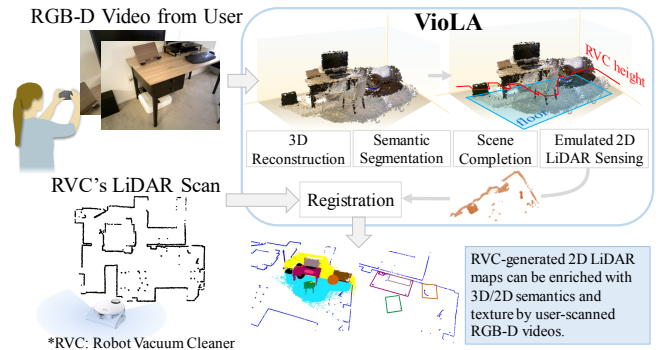 RGB-D Video from User
VioLA
RVC height
floor
3D
Reconstruction
Semantic
Segmentation
Scene
Completion
Emulated 2D
LiDAR Sensing
RVC's LiDAR Scan
Registration
RVC-generated 2D LiDAR
maps can be enriched with
3D/2D semantics and
texture by user-scanned
RGB-D videos.
*RVC: Robot Vacuum Cleaner